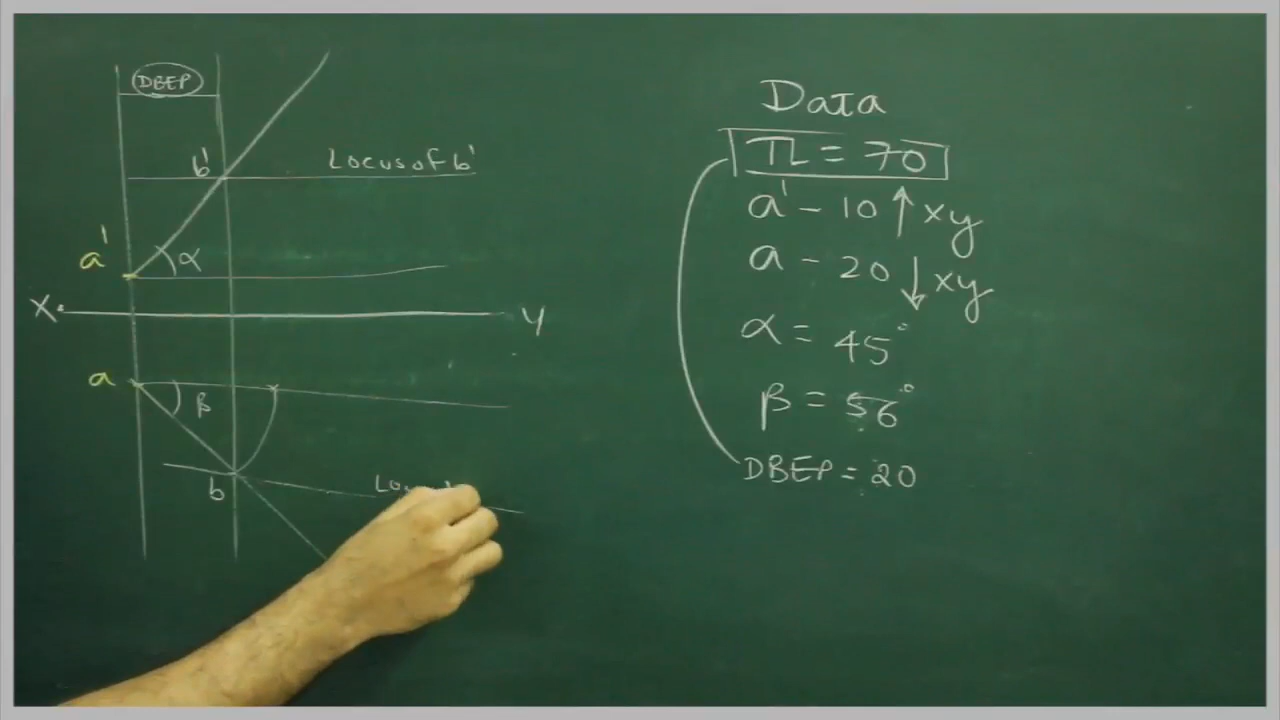 DBEP
b' Locus of b'
a' α
X Y
a β
b
Data
TL = 70
a' - 10 ↑ xy
a - 20 ↓ xy
α = 45°
β = 56°
DBEP = 20